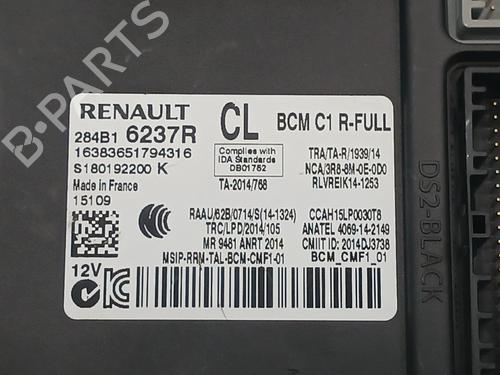 RENAULT
284B1 6237R
16383651794316
S180192200 K
Made in France
15109
CL
BCM C1 R-FULL
Complies with
IDA Standards
DB01752
TA-2014/768
TRA/TA-R/1939/14
NCA/3R8-8M-0E-0D0
RLVREIK14-1253
RAAU/62B/0714/S(14-1324)
TRC/LPD/2014/105
MR 9481 ANRT 2014
MSIP-RRM-TAL-BCM-CMF1-01
CCAH15LP0030T8
ANATEL 4069-14-2149
CMIIT ID: 2014DJ3738
BCM_CMF1_01
12V
DS2-BLACK
B-PARTS